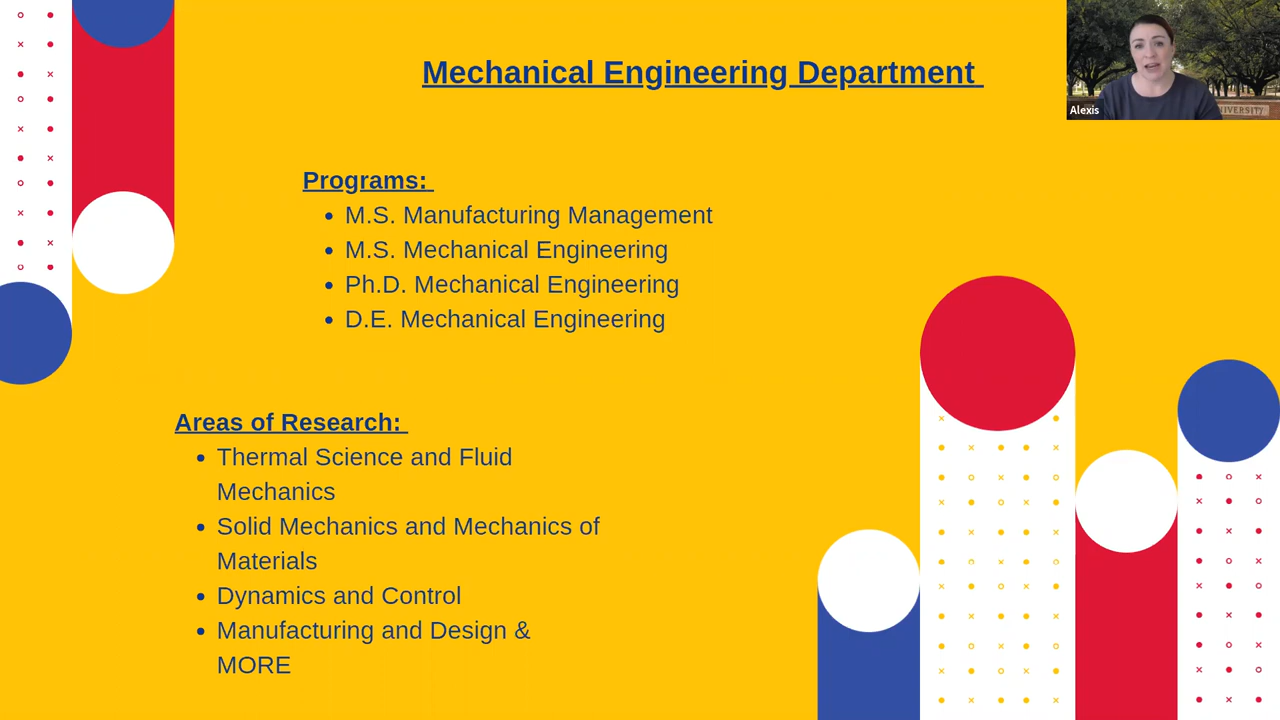 Mechanical Engineering Department
Alexis
UNIVERSITY
Programs:
• M.S. Manufacturing Management
• M.S. Mechanical Engineering
• Ph.D. Mechanical Engineering
• D.E. Mechanical Engineering
Areas of Research:
• Thermal Science and Fluid
Mechanics
• Solid Mechanics and Mechanics of
Materials
• Dynamics and Control
• Manufacturing and Design &
MORE